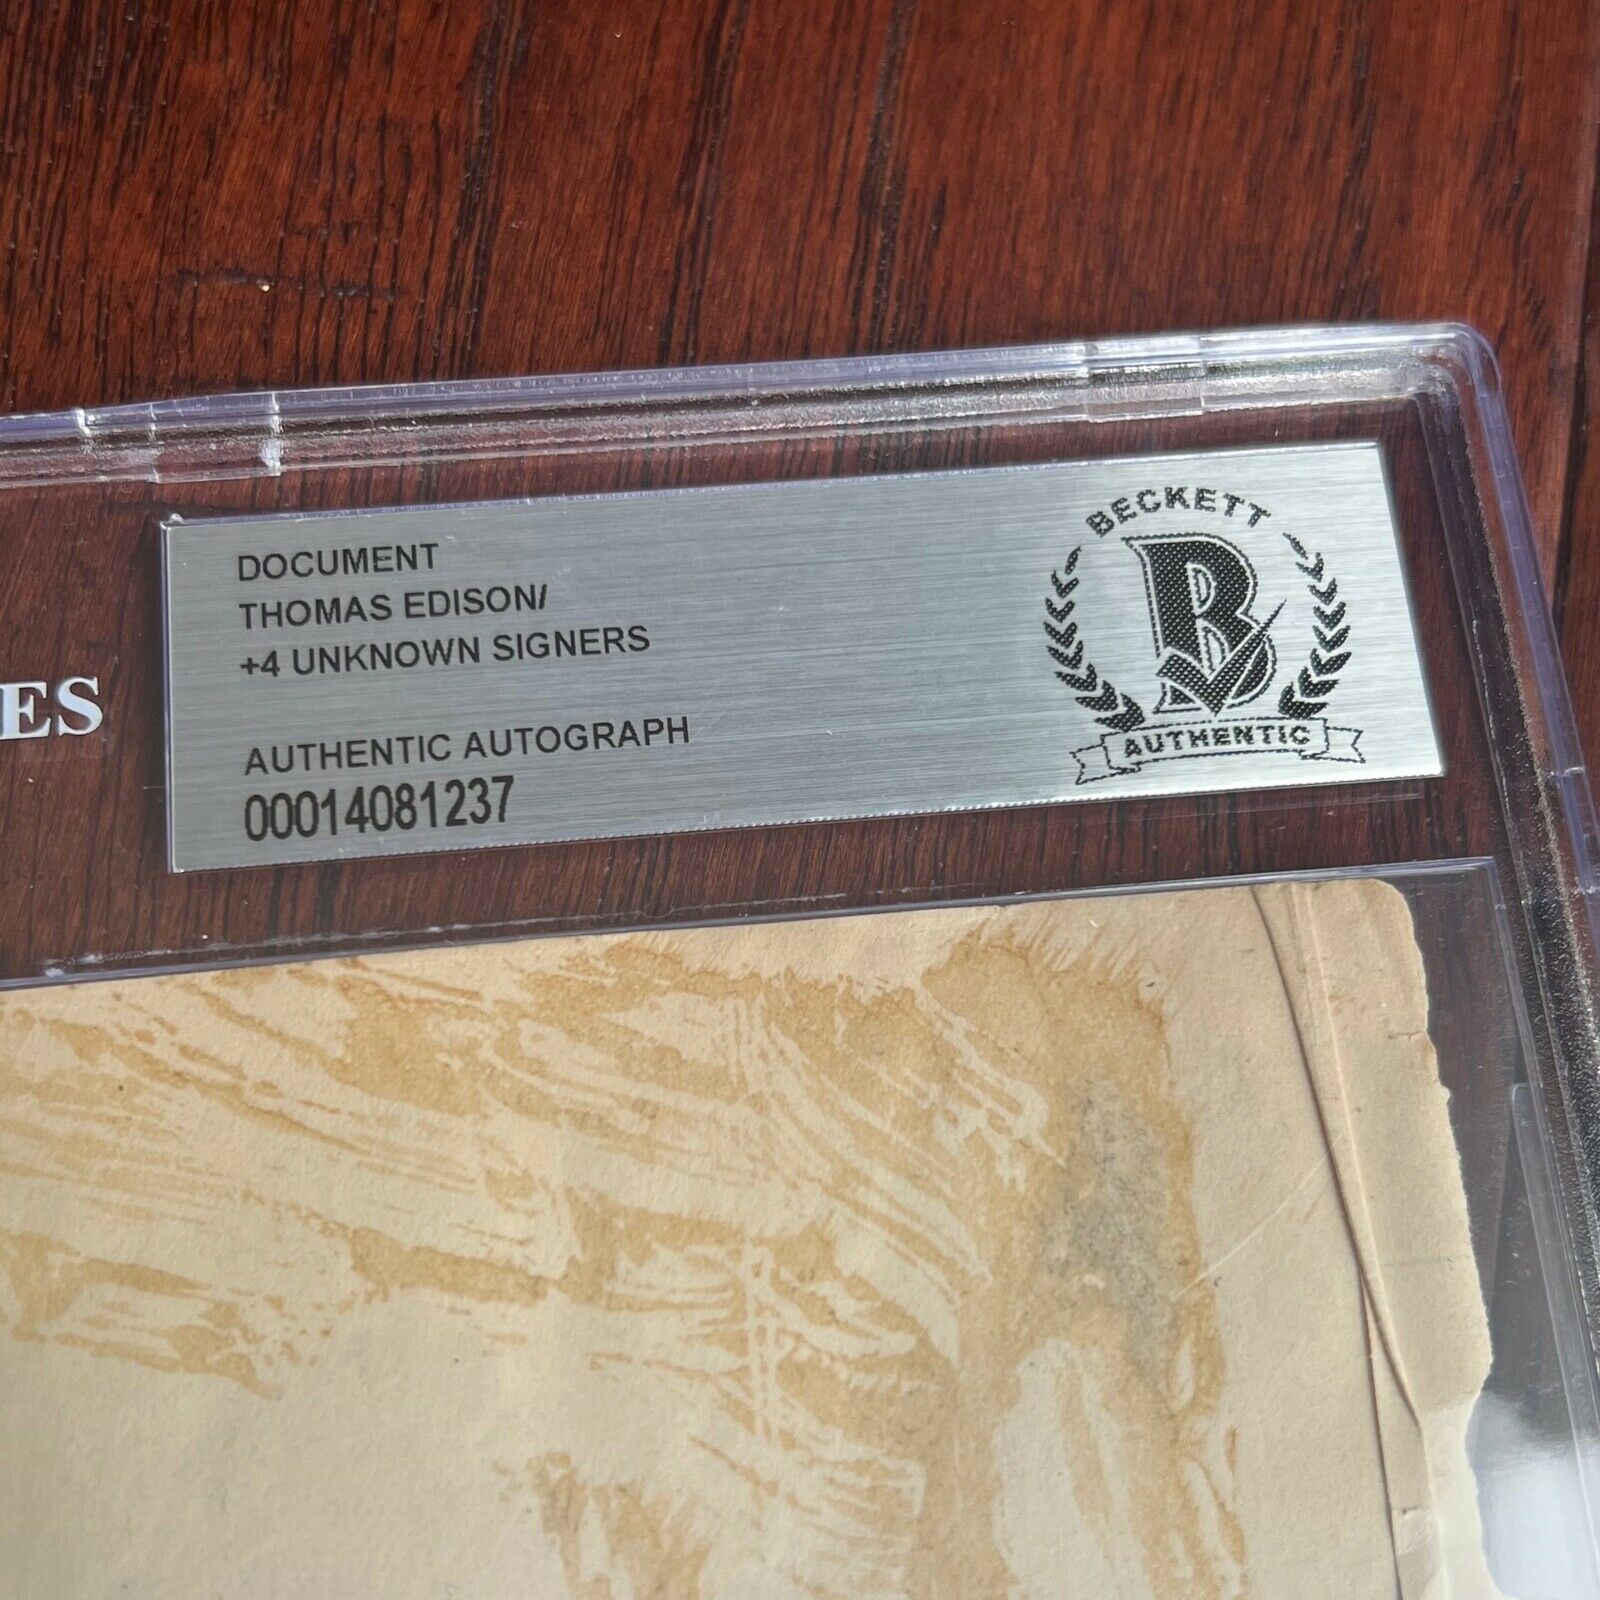 DOCUMENT
THOMAS EDISON/
+4 UNKNOWN SIGNERS
AUTHENTIC AUTOGRAPH
00014081237
BECKETT
B
AUTHENTIC
ES